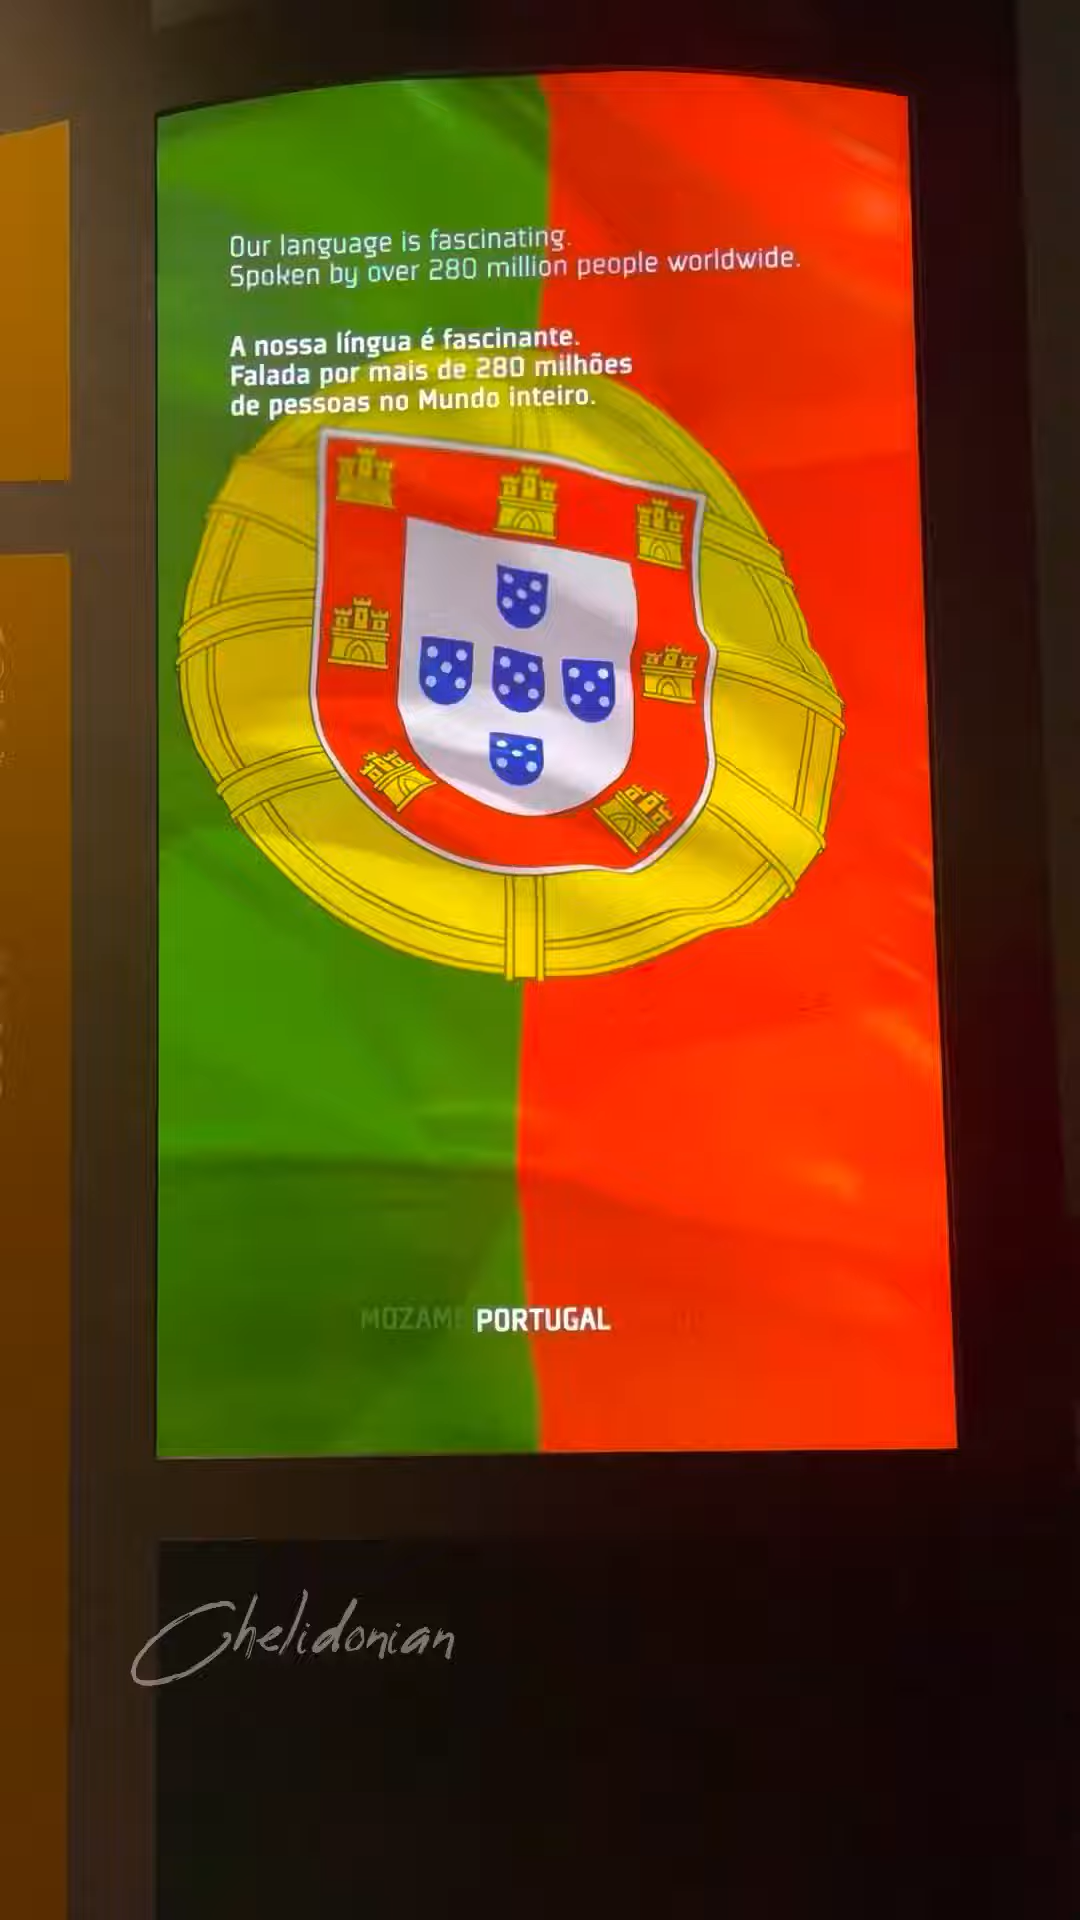 Our language is fascinating.
Spoken by over 280 million people worldwide.
A nossa língua é fascinante.
Falada por mais de 280 milhões
de pessoas no Mundo inteiro.
PORTUGAL
Chelidonian